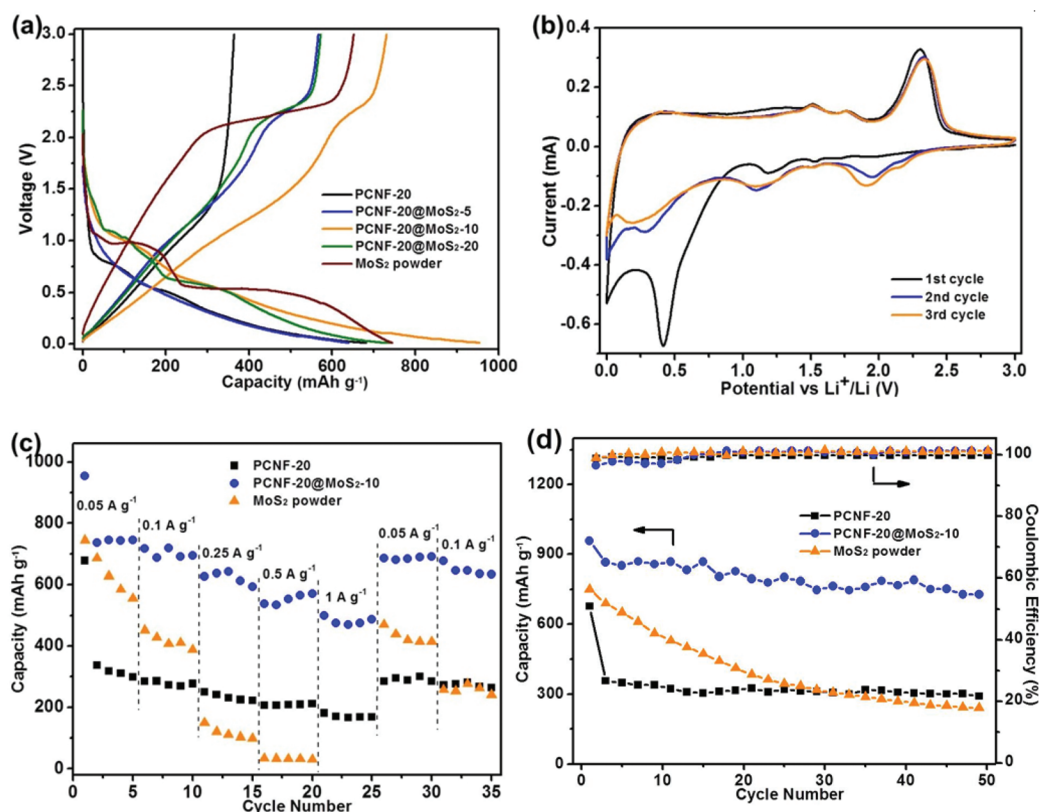 (a)
3.0
2.5
2.0
1.5
1.0
0.5
0.0
Voltage (V)
PCNF-20
PCNF-20@MoS2-5
PCNF-20@MoS2-10
PCNF-20@MoS2-20
MoS2 powder
0 200 400 600 800 1000
Capacity (mAh g-1)
(b)
0.4
0.2
0.0
-0.2
-0.4
-0.6
Current (mA)
1st cycle
2nd cycle
3rd cycle
0.0 0.5 1.0 1.5 2.0 2.5 3.0
Potential vs Li+/Li (V)
(c)
1000
800
600
400
200
0
Capacity (mAh g-1)
PCNF-20
PCNF-20@MoS2-10
MoS2 powder
0.05 A g-1
0.1 A g-1
0.25 A g-1
0.5 A g-1
1 A g-1
0.05 A g-1
0.1 A g-1
0 5 10 15 20 25 30 35
Cycle Number
(d)
1300
1200
900
600
300
0
Capacity (mAh g-1)
PCNF-20
PCNF-20@MoS2-10
MoS2 powder
100
80
60
40
20
0
Coulombic Efficiency (%)
0 10 20 30 40 50
Cycle Number